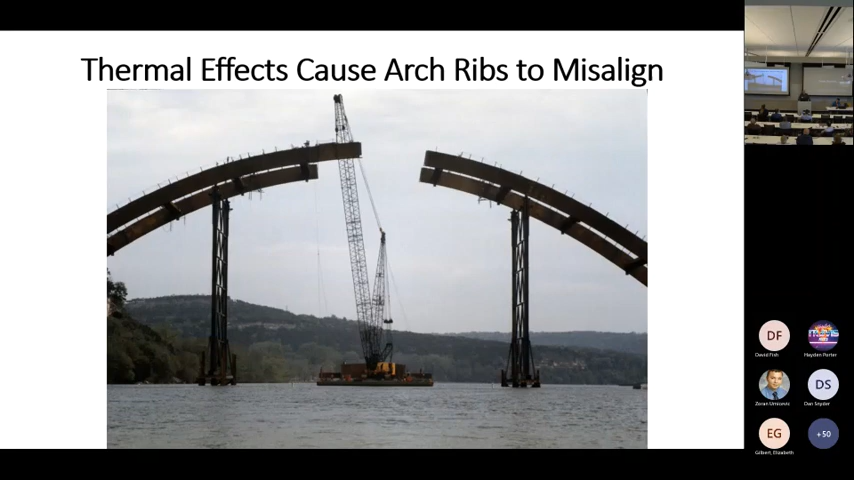 Thermal Effects Cause Arch Ribs to Misalign
DF
David Fish
Hayden Porter
Zoran Urnicevic
DS
Dan Snyder
EG
Gilbert, Elizabeth
+50